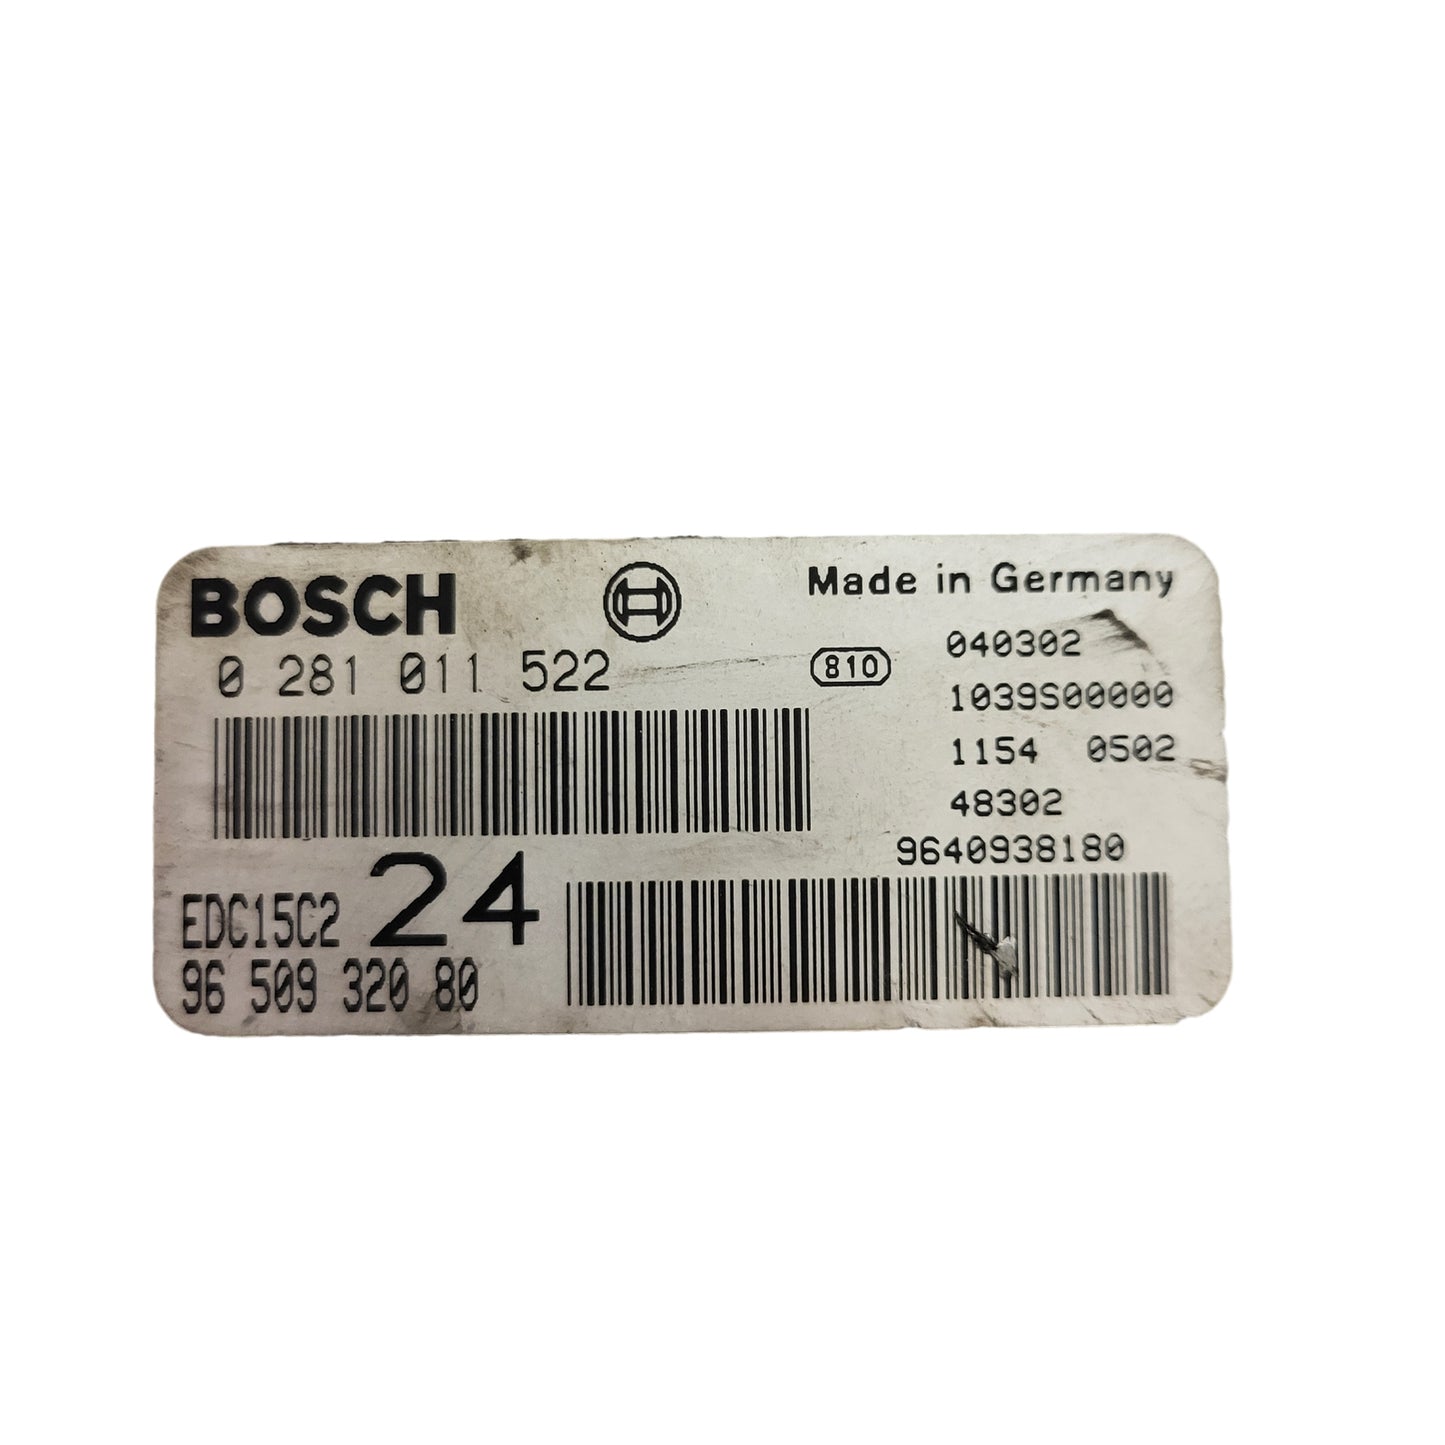 BOSCH
Made in Germany
0 281 011 522
810
040302
1039S00000
1154 0502
48302
9640938180
EDC15C2 24
96 509 320 80